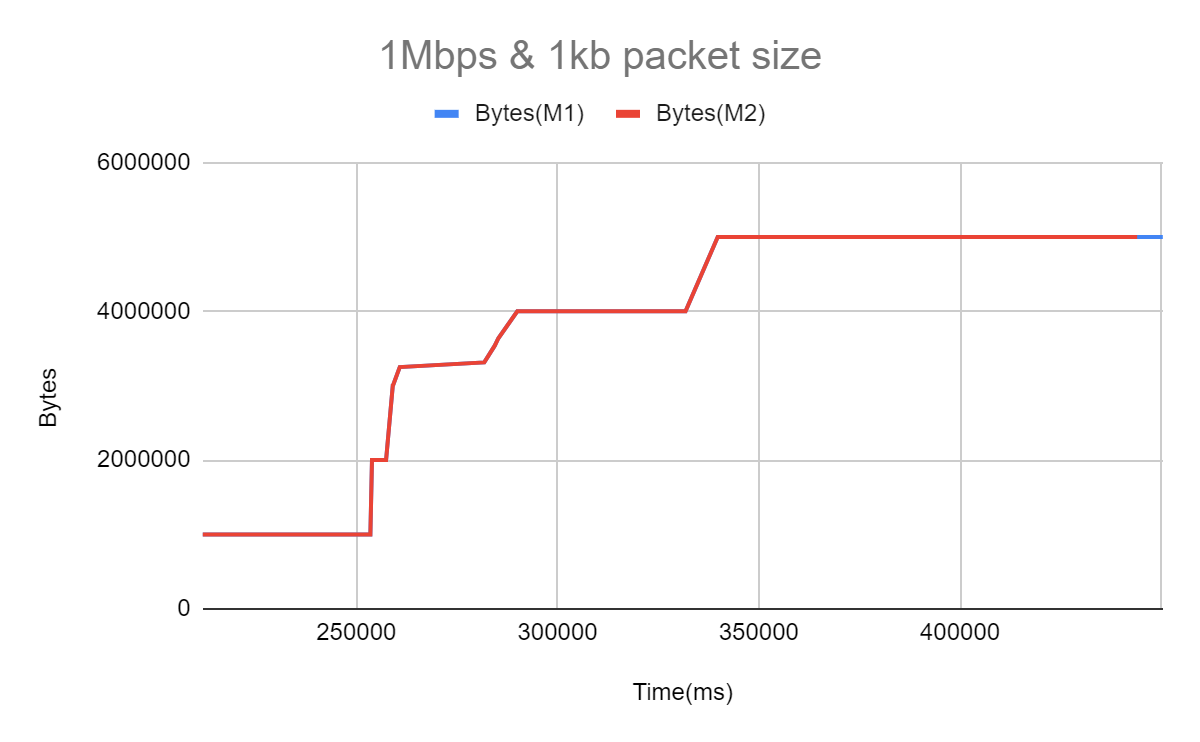 1Mbps & 1kb packet size
Bytes(M1) Bytes(M2)
6000000
4000000
2000000
0
Bytes
250000 300000 350000 400000
Time(ms)